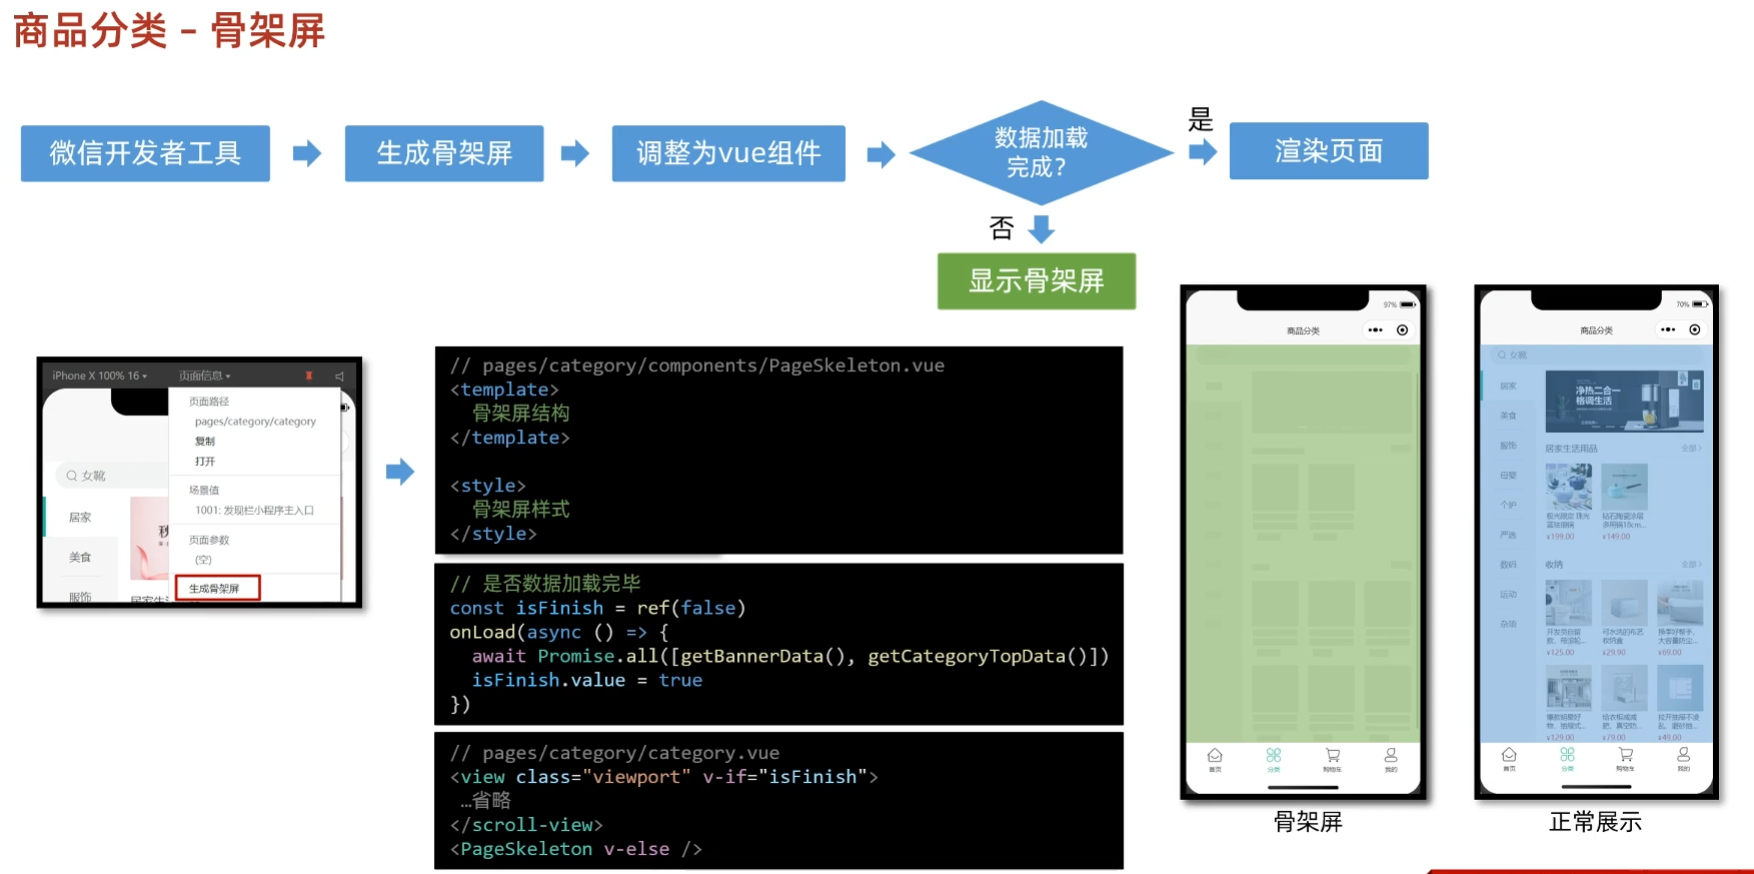 商品分类 - 骨架屏
微信开发者工具
生成骨架屏
调整为vue组件
数据加载
完成?
是
渲染页面
否
显示骨架屏
iPhone X 100% 16
页面信息
页面路径
pages/category/category
复制
打开
场景值
1001: 发现栏小程序主入口
页面参数
(空)
生成骨架屏
女靴
居家
美食
服饰
// pages/category/components/PageSkeleton.vue
<template>
骨架屏结构
</template>
<style>
骨架屏样式
</style>
// 是否数据加载完毕
const isFinish = ref(false)
onLoad(async () => {
await Promise.all([getBannerData(), getCategoryTopData()])
isFinish.value = true
})
// pages/category/category.vue
<view class="viewport" v-if="isFinish">
…省略
</scroll-view>
<PageSkeleton v-else />
97%
商品分类
首页
分类
购物车
我的
骨架屏
70%
商品分类
女靴
居家
美食
服饰
母婴
个护
严选
数码
运动
杂项
净热二合一
格调生活
居家生活用品
全部
¥199.00
¥149.00
收纳
全部
¥125.00
¥29.90
¥69.00
¥129.00
¥79.00
¥49.00
首页
分类
购物车
我的
正常展示